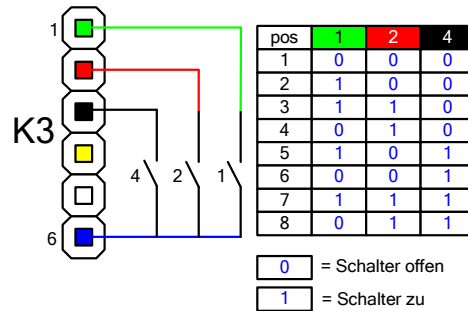 1
K3
6
4 2 1
pos 1 2 4
1 0 0 0
2 1 0 0
3 1 1 0
4 0 1 0
5 1 0 1
6 0 0 1
7 1 1 1
8 0 1 1
0 = Schalter offen
1 = Schalter zu